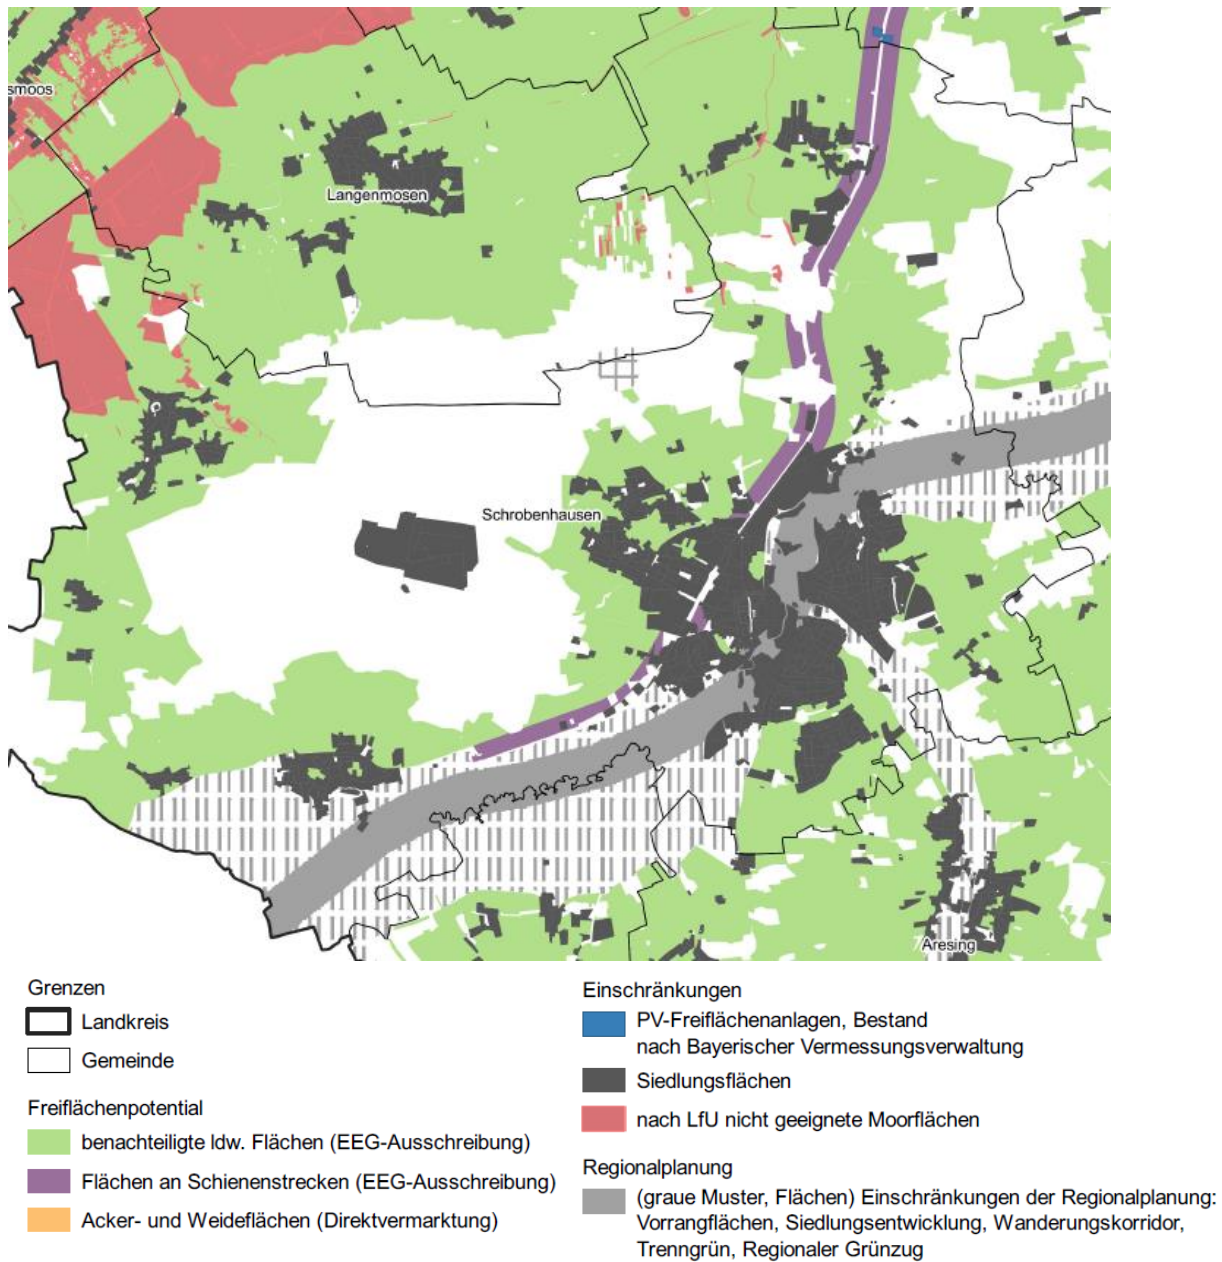 smoos
Langenmosen
Schrobenhausen
Aresing
Grenzen
Landkreis
Gemeinde
Freiflächenpotential
benachteiligte ldw. Flächen (EEG-Ausschreibung)
Flächen an Schienenstrecken (EEG-Ausschreibung)
Acker- und Weideflächen (Direktvermarktung)
Einschränkungen
PV-Freiflächenanlagen, Bestand
nach Bayerischer Vermessungsverwaltung
Siedlungsflächen
nach LfU nicht geeignete Moorflächen
Regionalplanung
(graue Muster, Flächen) Einschränkungen der Regionalplanung:
Vorrangflächen, Siedlungsentwicklung, Wanderungskorridor,
Trenngrün, Regionaler Grünzug